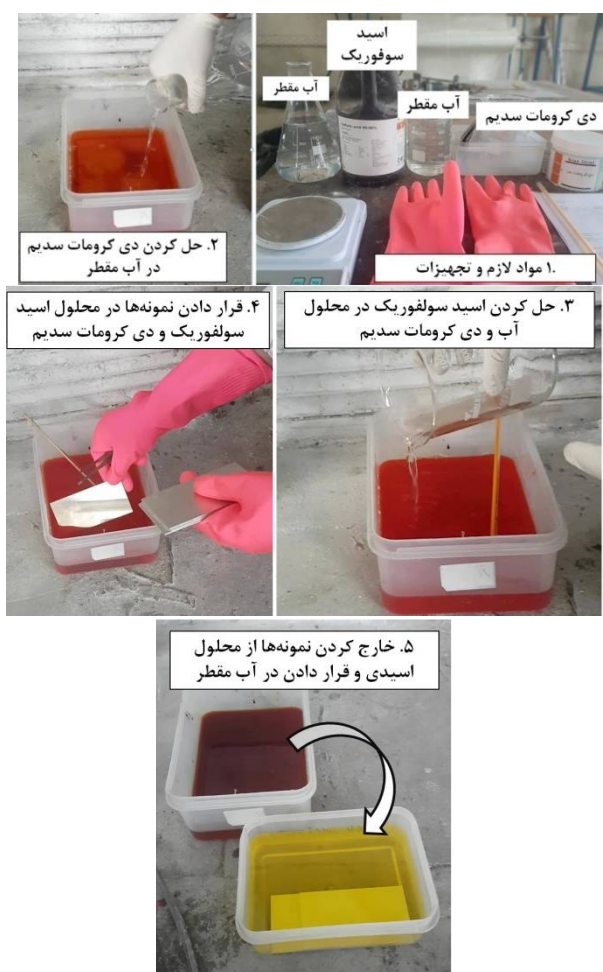 اسید
سوفوریک
آب مقطر
آب مقطر
دی کرومات سدیم
.۱ مواد لازم و تجهیزات
۲. حل کردن دی کرومات سدیم
در آب مقطر
۳. حل کردن اسید سولفوریک در محلول
آب و دی کرومات سدیم
۴. قرار دادن نمونه‌ها در محلول اسید
سولفوریک و دی کرومات سدیم
۵. خارج کردن نمونه‌ها از محلول
اسیدی و قرار دادن در آب مقطر